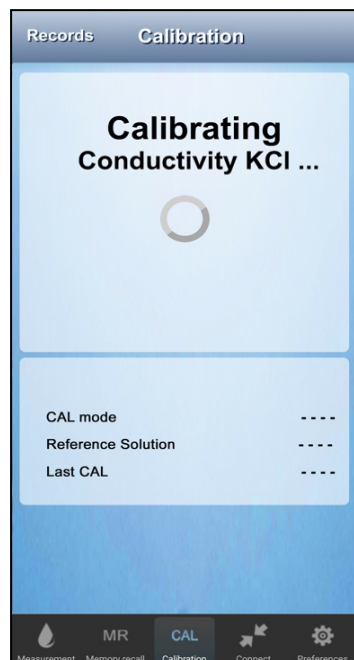 Records Calibration
Calibrating
Conductivity KCl ...
CAL mode - - - -
Reference Solution - - - -
Last CAL - - - -
MR CAL
Measurement Memory recall Calibration Connect Preferences